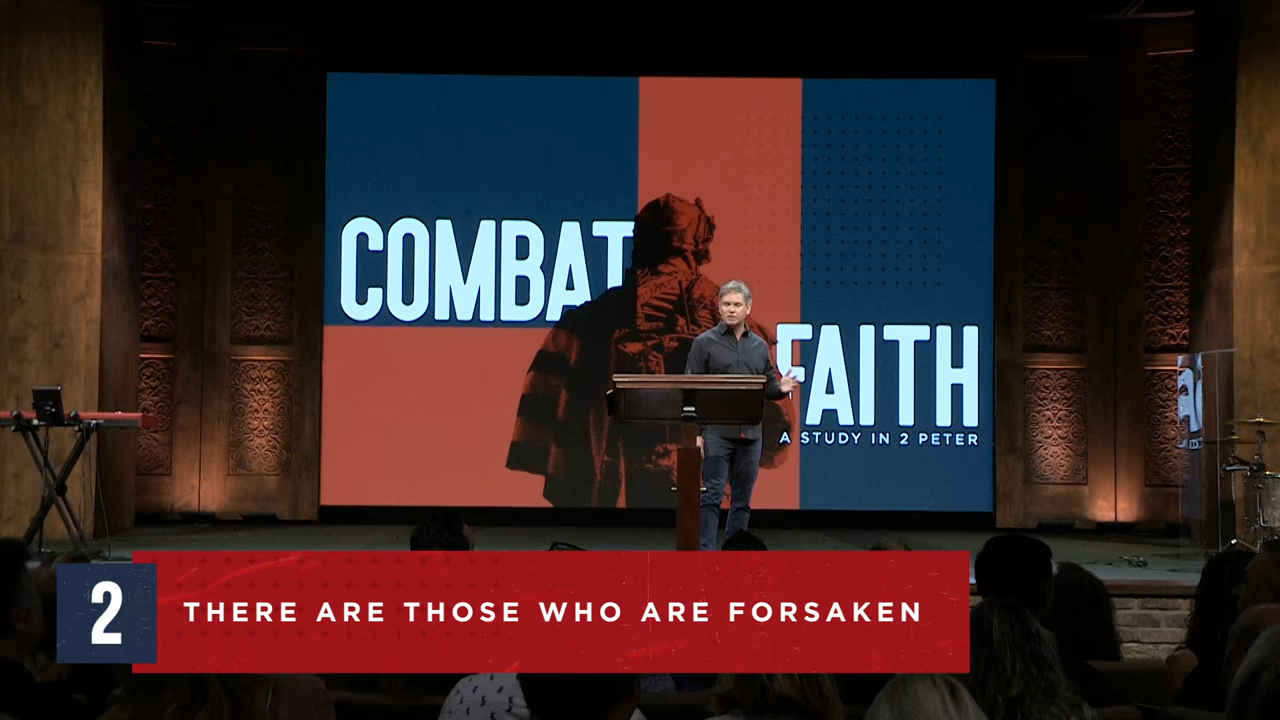 COMBAT
FAITH
A STUDY IN 2 PETER
2
THERE ARE THOSE WHO ARE FORSAKEN